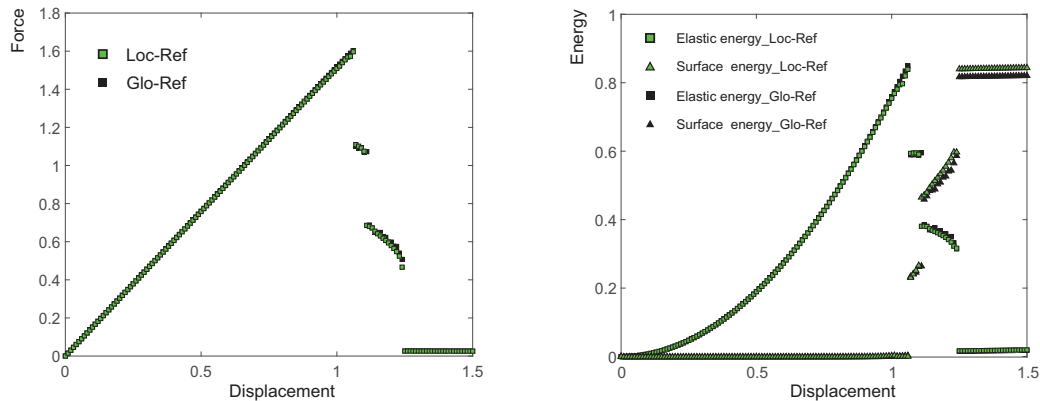 Force
1.8
1.6
1.4
1.2
1
0.8
0.6
0.4
0.2
0
Loc-Ref
Glo-Ref
0 0.5 1 1.5
Displacement
Energy
1
0.8
0.6
0.4
0.2
0
Elastic energy_Loc-Ref
Surface energy_Loc-Ref
Elastic energy_Glo-Ref
Surface energy_Glo-Ref
0 0.5 1 1.5
Displacement